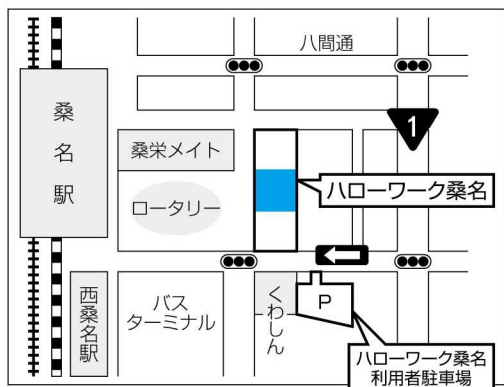 八間通
桑名駅
桑栄メイト
1
ハローワーク桑名
ロータリー
西桑名駅
バス
ターミナル
くわしん
P
ハローワーク桑名
利用者駐車場